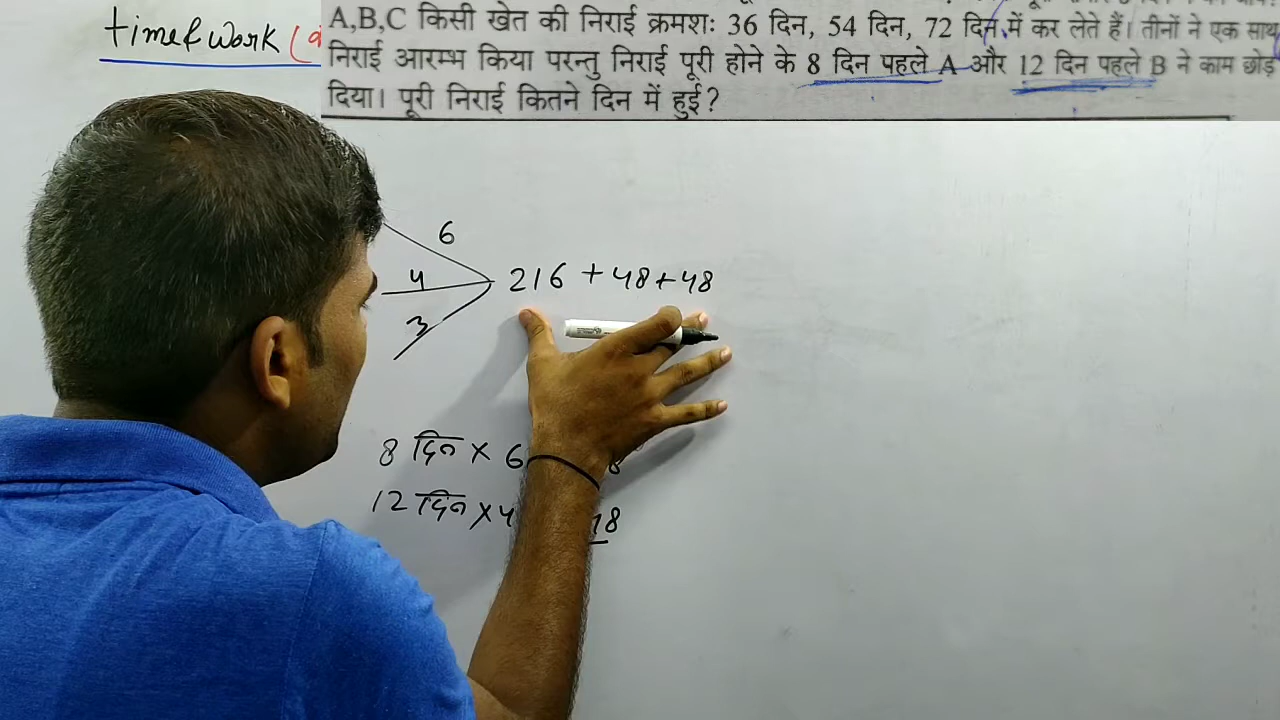 time & work (
A,B,C किसी खेत की निराई क्रमशः 36 दिन, 54 दिन, 72 दिन में कर लेते हैं। तीनों ने एक साथ
निराई आरम्भ किया परन्तु निराई पूरी होने के 8 दिन पहले A और 12 दिन पहले B ने काम छोड़
दिया। पूरी निराई कितने दिन में हुई?
6
4
3
216 + 48 + 48
8 दिन × 6
12 दिन × 4 48